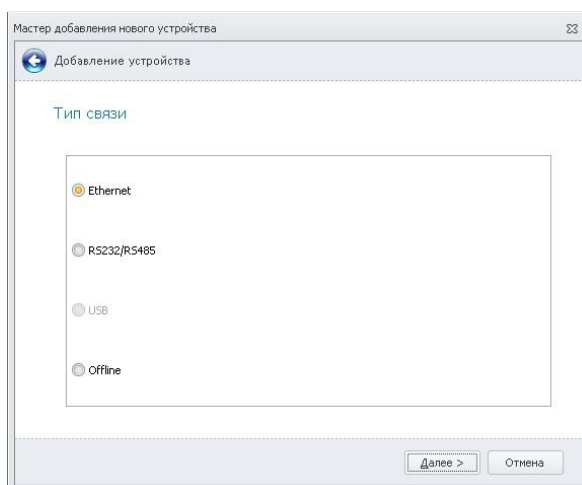 Мастер добавления нового устройства
Добавление устройства
Тип связи
Ethernet
RS232/RS485
USB
Offline
Далее >
Отмена